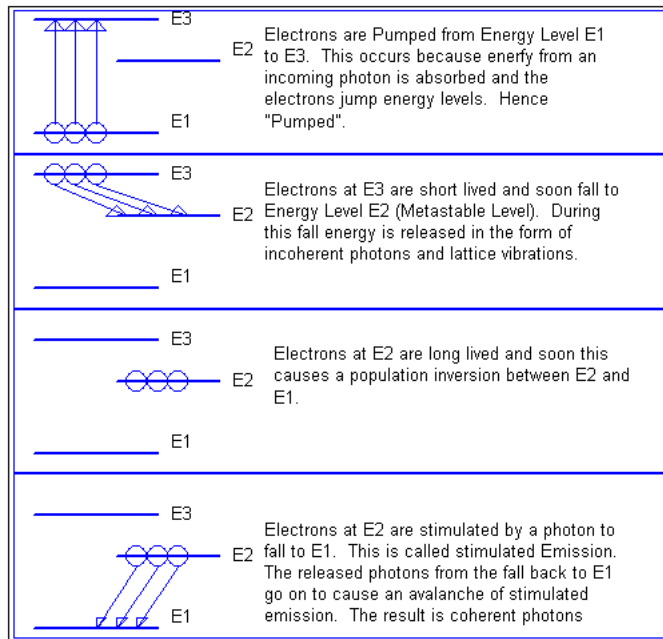 E3
E2
E1
Electrons are Pumped from Energy Level E1
to E3. This occurs because enerfy from an
incoming photon is absorbed and the
electrons jump energy levels. Hence
"Pumped".
E3
E2
E1
Electrons at E3 are short lived and soon fall to
Energy Level E2 (Metastable Level). During
this fall energy is released in the form of
incoherent photons and lattice vibrations.
E3
E2
E1
Electrons at E2 are long lived and soon this
causes a population inversion between E2 and
E1.
E3
E2
E1
Electrons at E2 are stimulated by a photon to
fall to E1. This is called stimulated Emission.
The released photons from the fall back to E1
go on to cause an avalanche of stimulated
emission. The result is coherent photons